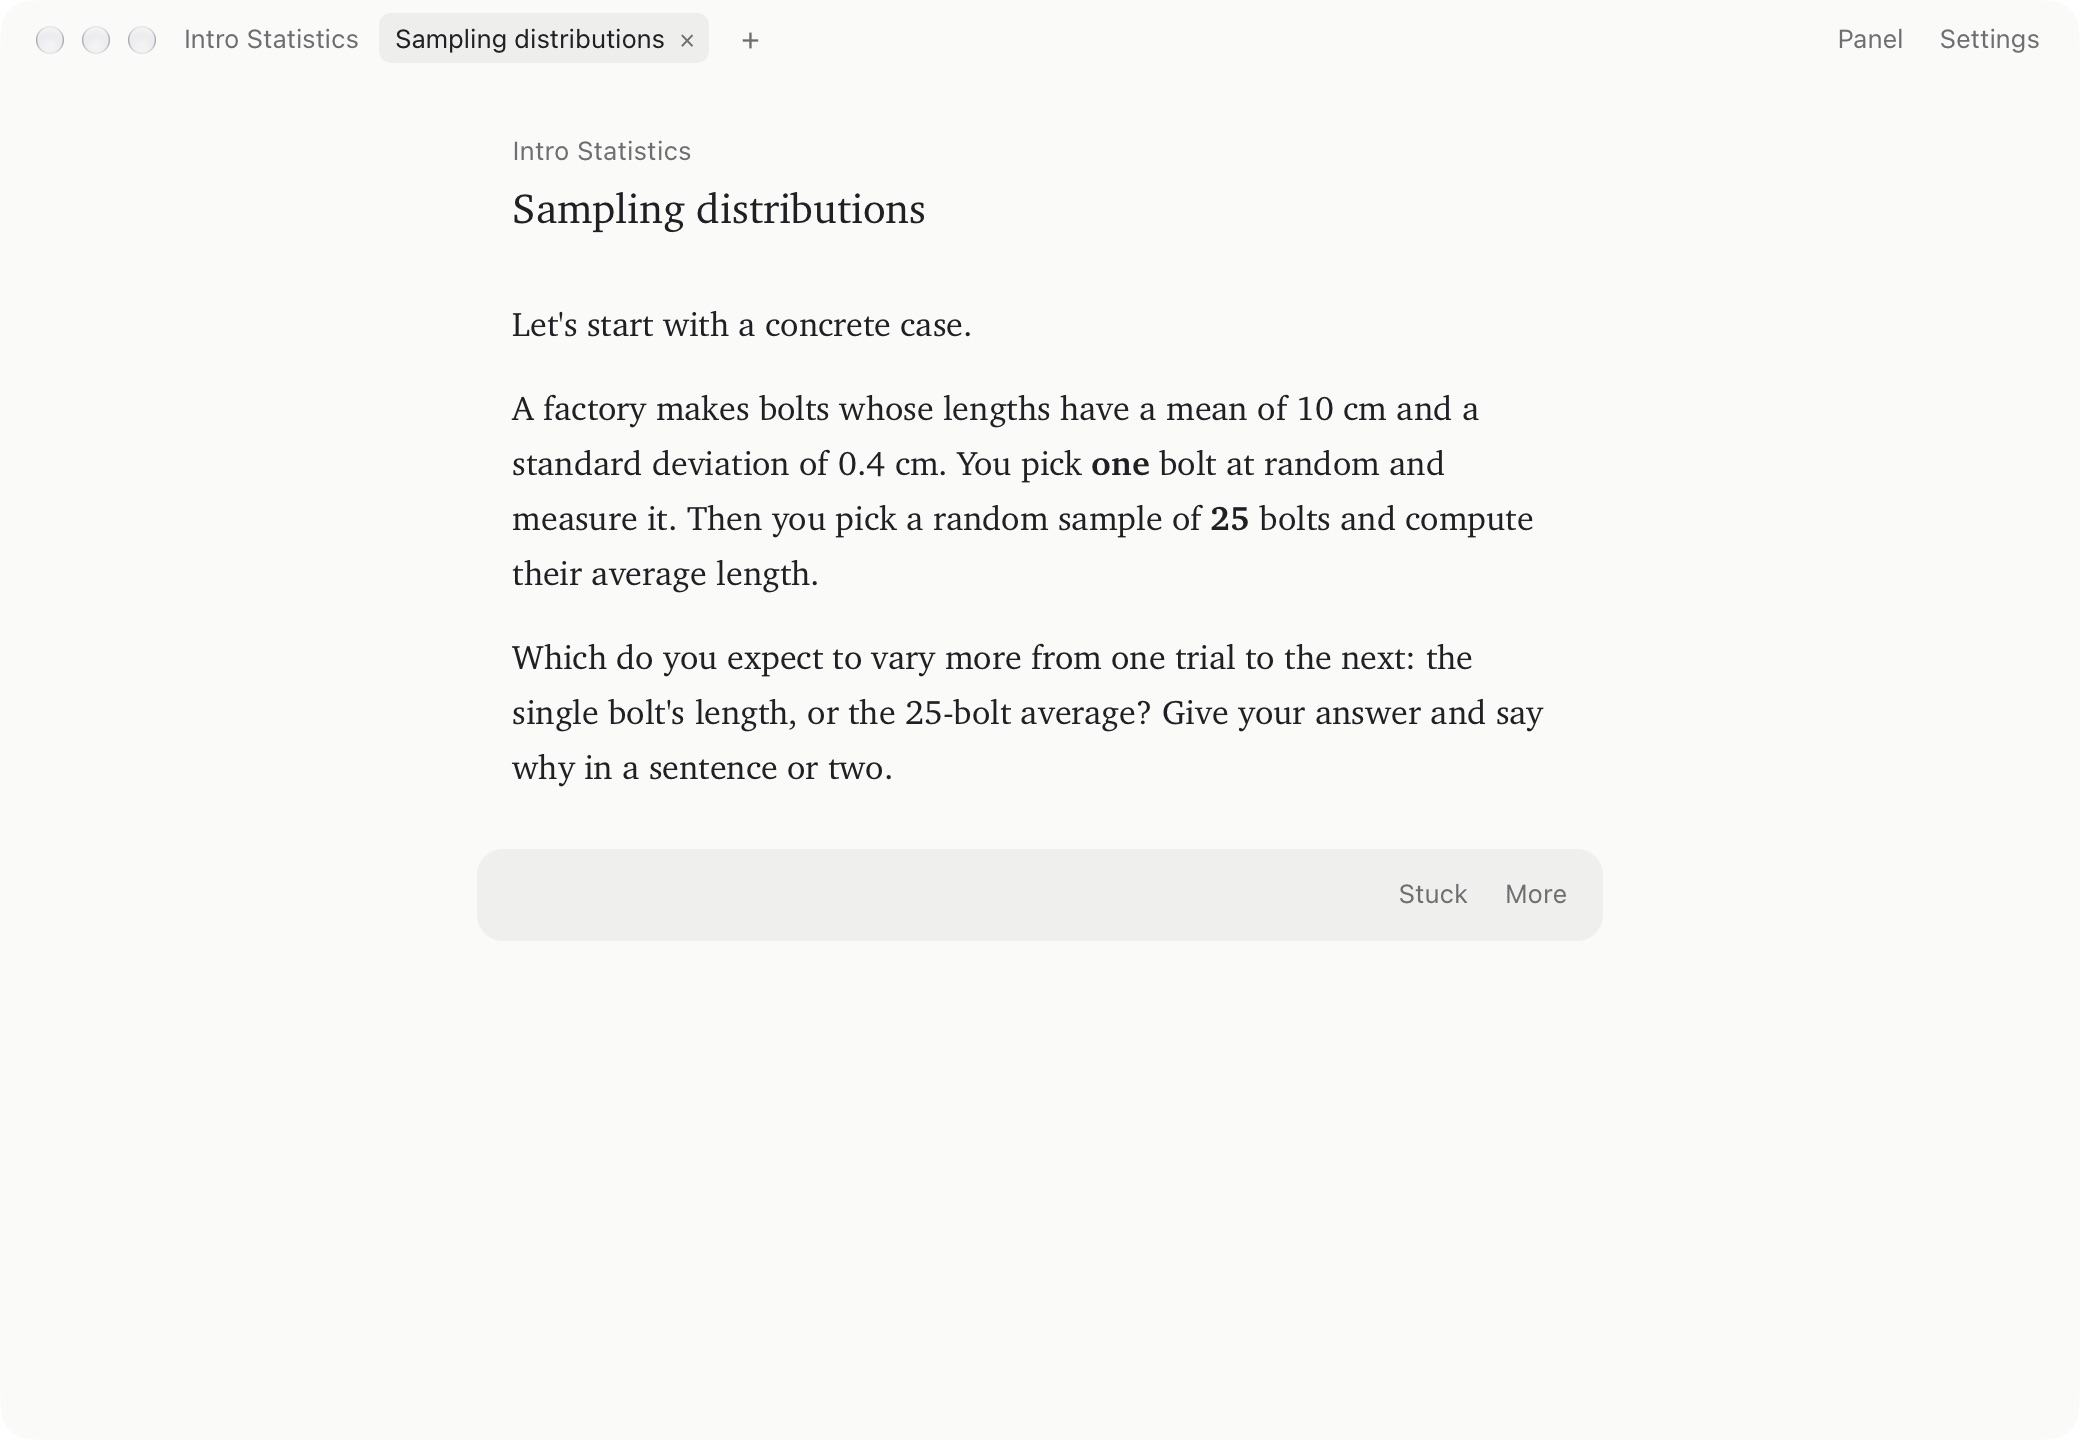 Intro Statistics
Sampling distributions ×
+
Panel
Settings
Intro Statistics
Sampling distributions
Let's start with a concrete case.
A factory makes bolts whose lengths have a mean of 10 cm and a
standard deviation of 0.4 cm. You pick one bolt at random and
measure it. Then you pick a random sample of 25 bolts and compute
their average length.
Which do you expect to vary more from one trial to the next: the
single bolt's length, or the 25-bolt average? Give your answer and say
why in a sentence or two.
Stuck
More